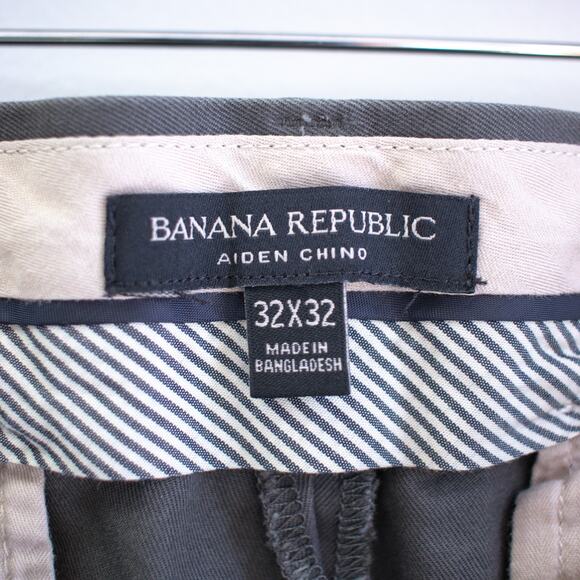 BANANA REPUBLIC
AIDEN CHINO
32X32
MADE IN
BANGLADESH